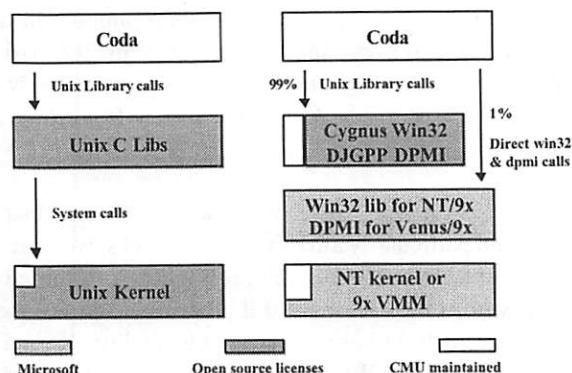 Coda
Unix Library calls
Unix C Libs
System calls
Unix Kernel
Coda
99%
Unix Library calls
1%
Direct win32
& dpmi calls
Cygnus Win32
DJGPP DPMI
Win32 lib for NT/9x
DPMI for Venus/9x
NT kernel or
9x VMM
Microsoft
Open source licenses
CMU maintained